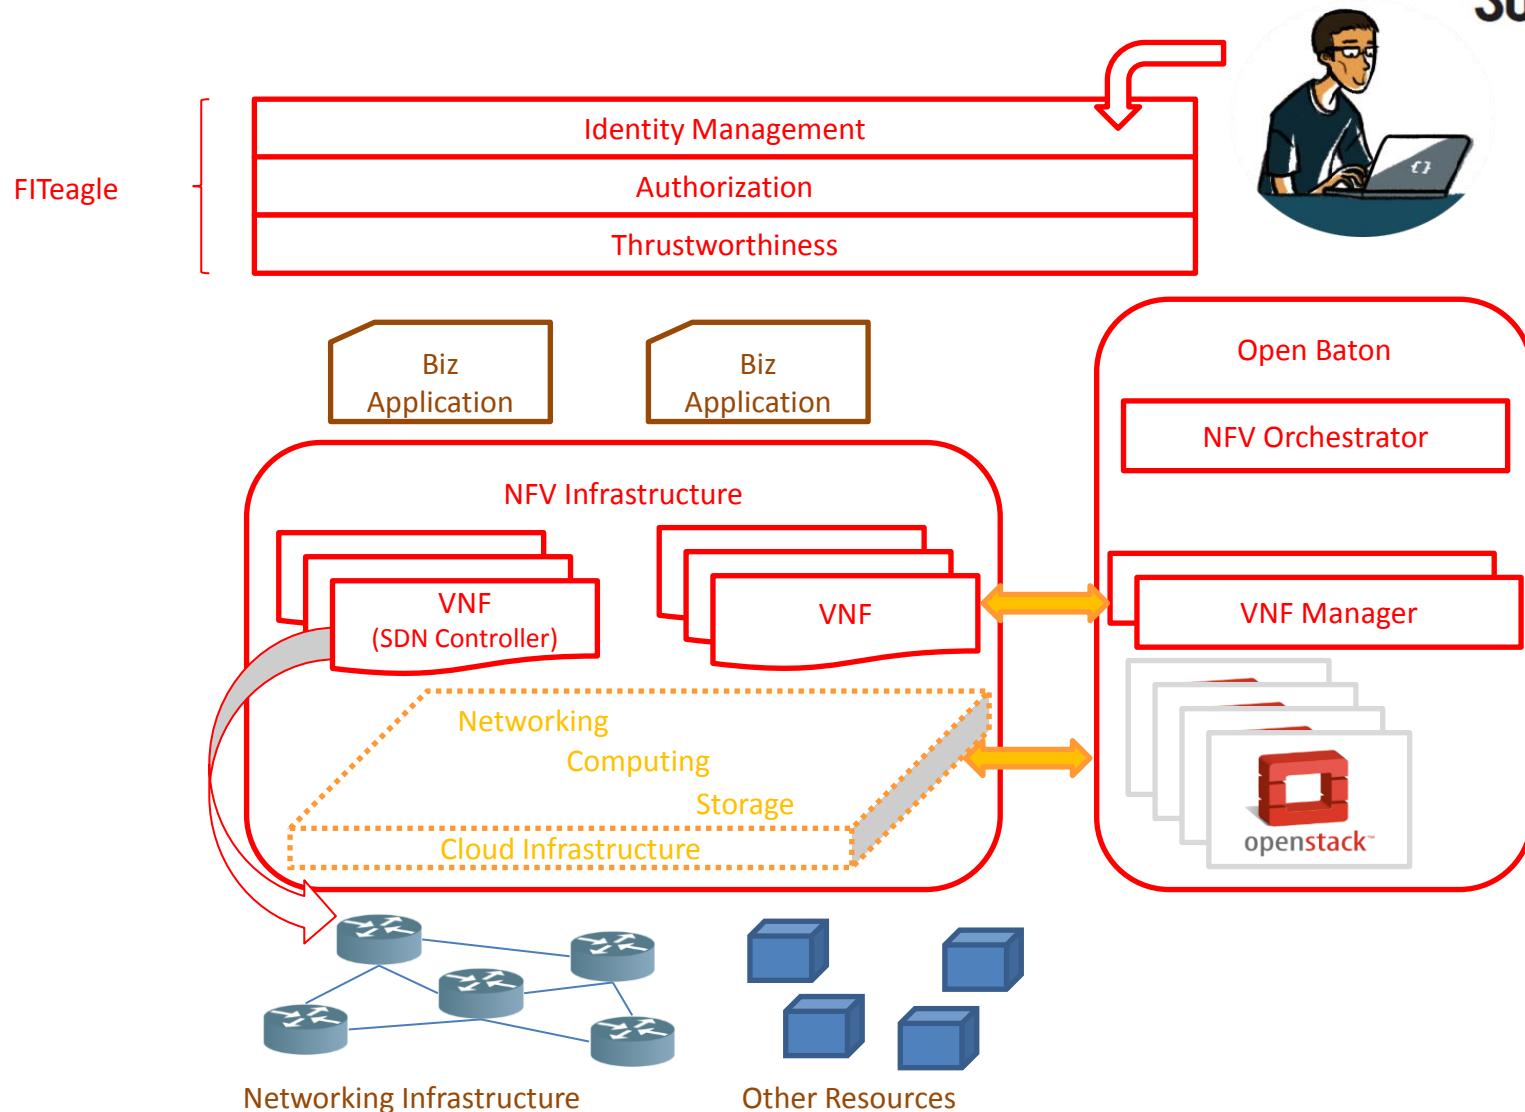 Identity Management
FITeagle
Authorization
Thrustworthiness
{}
Biz
Application
Biz
Application
Open Baton
NFV Orchestrator
NFV Infrastructure
VNF
(SDN Controller)
VNF
VNF Manager
Networking
Computing
Storage
Cloud Infrastructure
openstack™
Networking Infrastructure
Other Resources